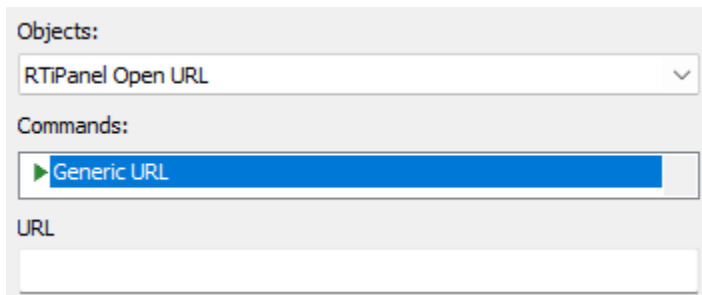 Objects:
RTiPanel Open URL
Commands:
Generic URL
URL